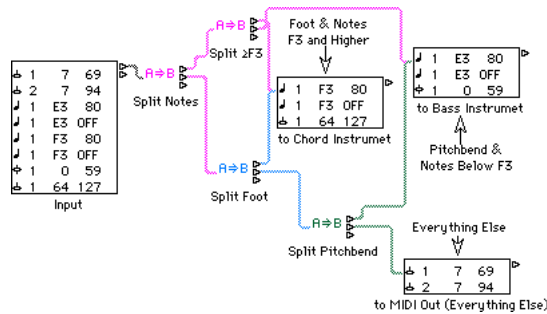 Foot & Notes
F3 and Higher
A⇒B
Split ≥F3
A⇒B
Split Notes
1 7 69
2 7 94
1 E3 80
1 E3 OFF
1 F3 80
1 F3 OFF
1 0 59
1 64 127
Input
1 F3 80
1 F3 OFF
1 64 127
to Chord Instrumet
1 E3 80
1 E3 OFF
1 0 59
to Bass Instrumet
Pitchbend &
Notes Below F3
A⇒B
Split Foot
A⇒B
Split Pitchbend
Everything Else
1 7 69
2 7 94
to MIDI Out (Everything Else)